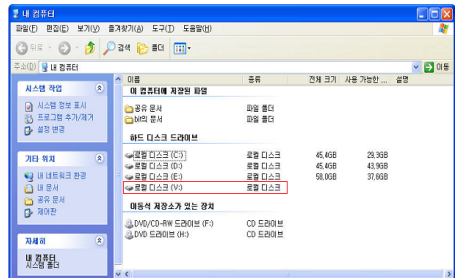 내 컴퓨터
파일(F) 편집(E) 보기(V) 즐겨찾기(A) 도구(T) 도움말(H)
뒤로 검색 폴더
주소(D) 내 컴퓨터 이동
시스템 작업
시스템 정보 표시
프로그램 추가/제거
설정 변경
기타 위치
내 네트워크 환경
내 문서
공유 문서
제어판
자세히
내 컴퓨터
시스템 폴더
이름 종류 전체 크기 사용 가능한 ... 설명
이 컴퓨터에 저장된 파일
공유 문서 파일 폴더
bit의 문서 파일 폴더
하드 디스크 드라이브
로컬 디스크 (C:) 로컬 디스크 45,4GB 29,3GB
로컬 디스크 (D:) 로컬 디스크 45,4GB 43,9GB
로컬 디스크 (E:) 로컬 디스크 58,0GB 37,6GB
로컬 디스크 (V:) 로컬 디스크
이동식 저장소가 있는 장치
DVD/CD-RW 드라이브 (F:) CD 드라이브
DVD 드라이브 (H:) CD 드라이브